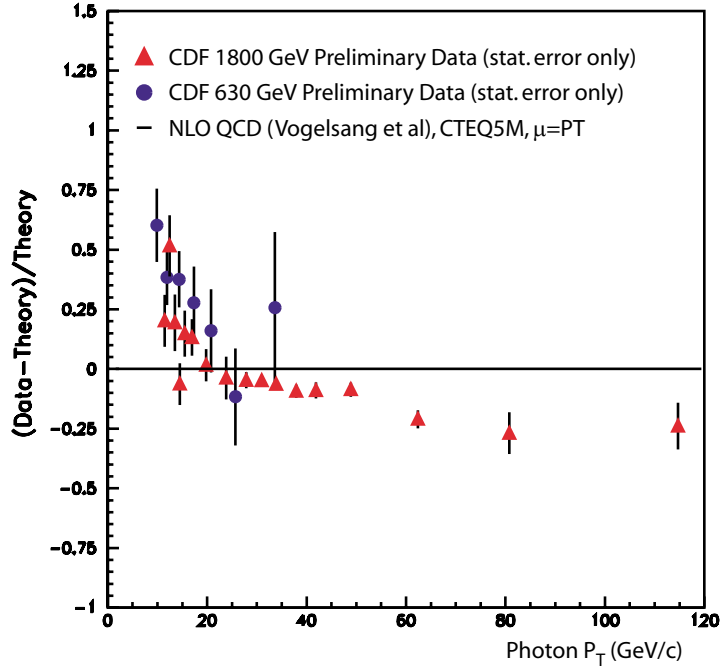 CDF 1800 GeV Preliminary Data (stat. error only)
CDF 630 GeV Preliminary Data (stat. error only)
NLO QCD (Vogelsang et al), CTEQ5M, µ=PT
(Data−Theory)/Theory
1.5
1.25
1
0.75
0.5
0.25
0
−0.25
−0.5
−0.75
−1
0 20 40 60 80 100 120
Photon P_T (GeV/c)